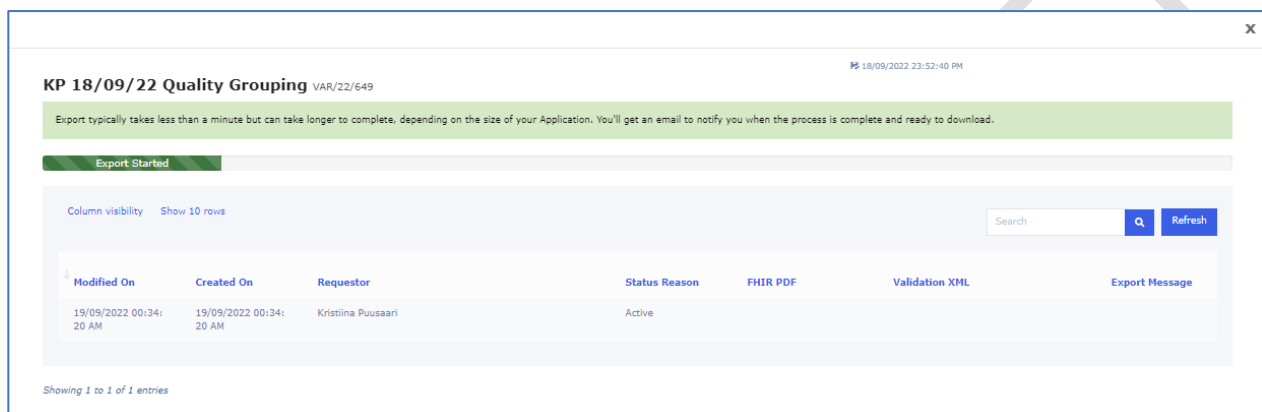 x
18/09/2022 23:52:40 PM
KP 18/09/22 Quality Grouping VAR/22/649
Export typically takes less than a minute but can take longer to complete, depending on the size of your Application. You'll get an email to notify you when the process is complete and ready to download.
Export Started
Column visibility Show 10 rows
Search Refresh
Modified On Created On Requestor Status Reason FHIR PDF Validation XML Export Message
19/09/2022 00:34: 19/09/2022 00:34: Kristiina Puusaari Active
20 AM 20 AM
Showing 1 to 1 of 1 entries